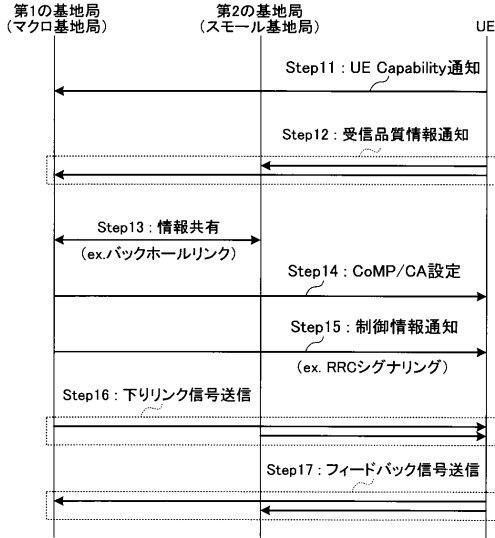 第1の基地局
(マクロ基地局)
第2の基地局
(スモール基地局)
UE
Step11:UE Capability通知
Step12:受信品質情報通知
Step13:情報共有
(ex.バックホールリンク)
Step14:CoMP/CA設定
Step15:制御情報通知
(ex. RRCシグナリング)
Step16:下りリンク信号送信
Step17:フィードバック信号送信